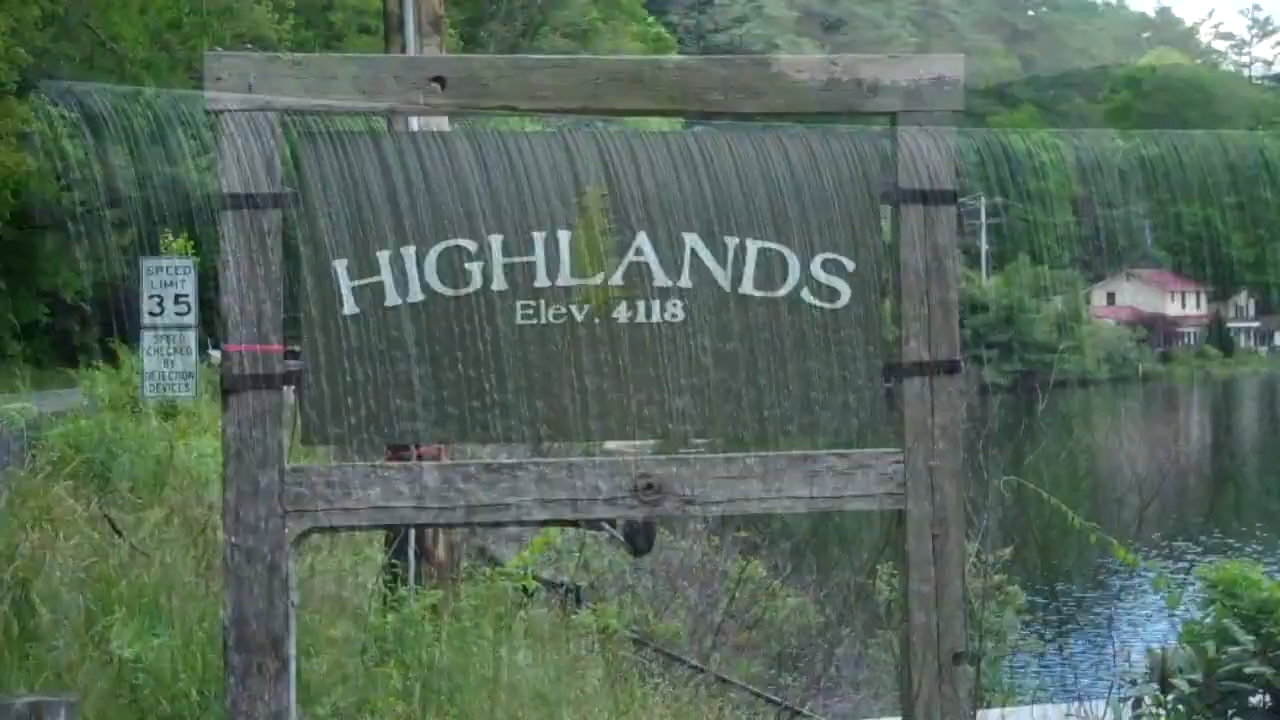 HIGHLANDS
Elev. 4118
SPEED
LIMIT
35
SPEED
CHECKED
BY
DETECTION
DEVICES